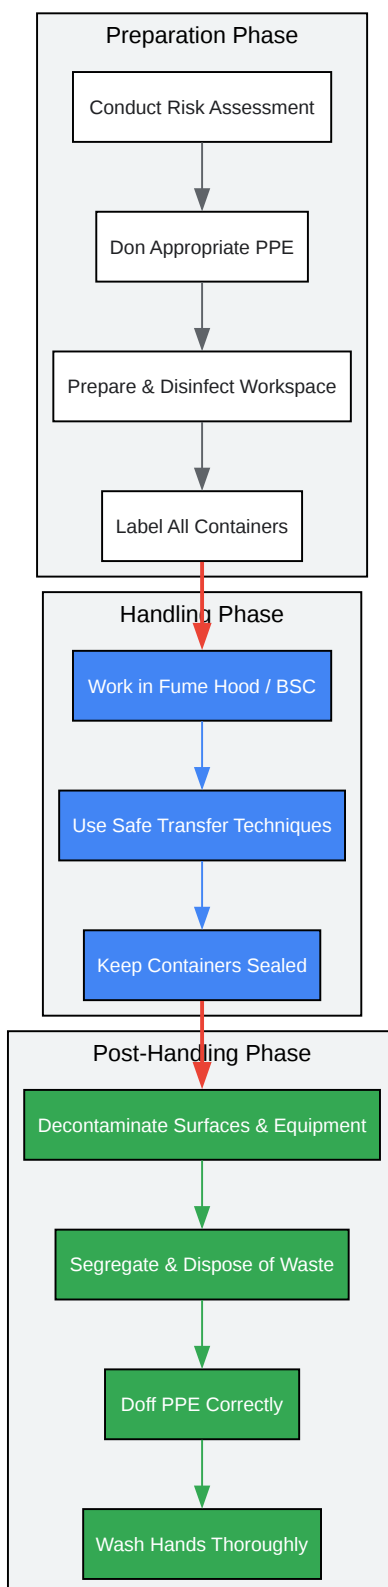 Preparation Phase
Conduct Risk Assessment
Don Appropriate PPE
Prepare & Disinfect Workspace
Label All Containers
Handling Phase
Work in Fume Hood / BSC
Use Safe Transfer Techniques
Keep Containers Sealed
Post-Handling Phase
Decontaminate Surfaces & Equipment
Segregate & Dispose of Waste
Doff PPE Correctly
Wash Hands Thoroughly